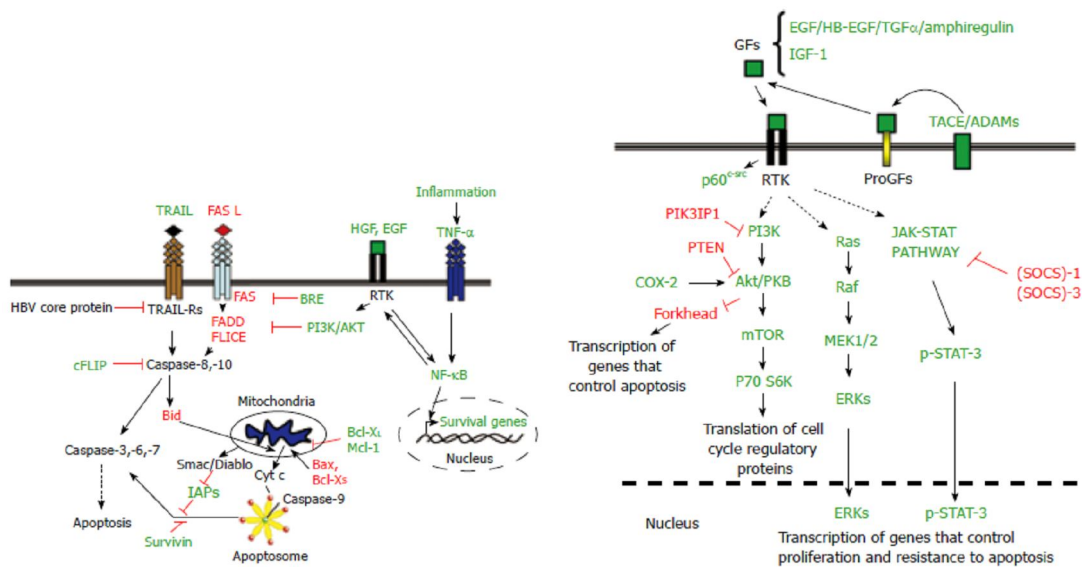 TRAIL
FAS L
HGF, EGF
Inflammation
TNF-α
HBV core protein
TRAIL-Rs
FAS
BRE
RTK
FADD
FLICE
PI3K/AKT
cFLIP
Caspase-8,-10
NF-κB
Bid
Mitochondria
Bcl-XL
Mcl-1
Survival genes
Nucleus
Caspase-3,-6,-7
Smac/Diablo
Cyt c
Bax,
Bcl-Xs
IAPs
Caspase-9
Apoptosis
Survivin
Apoptosome
GFs
EGF/HB-EGF/TGFα/amphiregulin
IGF-1
TACE/ADAMs
p60c-src
RTK
ProGFs
PIK3IP1
PI3K
Ras
JAK-STAT
PATHWAY
PTEN
COX-2
Akt/PKB
Raf
(SOCS)-1
(SOCS)-3
Forkhead
mTOR
MEK1/2
p-STAT-3
Transcription of
genes that
control apoptosis
P70 S6K
ERKs
Translation of cell
cycle regulatory
proteins
Nucleus
ERKs
p-STAT-3
Transcription of genes that control
proliferation and resistance to apoptosis